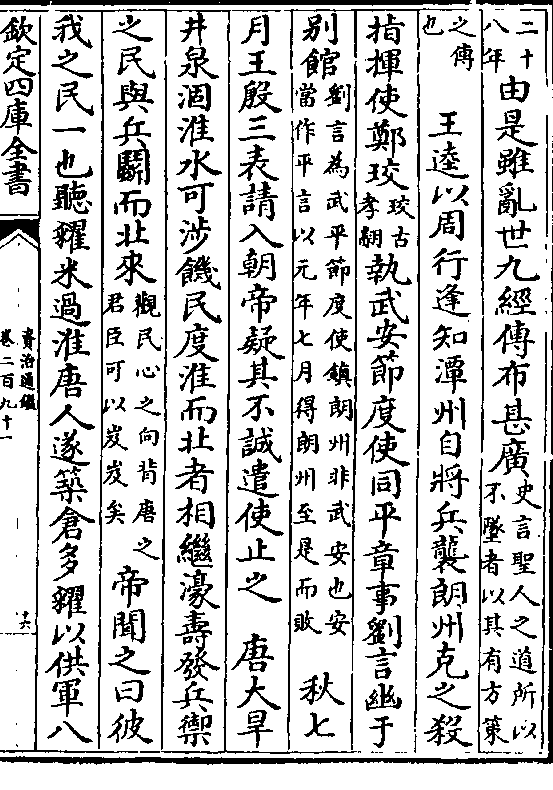 二十
八年由是雖亂世九經傳布甚廣史言聖人之道所以
不墜者以其有方策
之傳
也　王逵以周行逢知潭州自將兵襲朗州克之殺
指揮使鄭珓珓古
孝翻執武安節度使同平章事劉言幽于
別館劉言為武平節度使鎮朗州非武安也安
當作平言以元年七月得朗州至是而敗　秋七
月王殷三表請入朝帝疑其不誠遣使止之　唐大旱
井泉涸淮水可涉饑民度淮而北者相繼濠壽發兵禦
之民與兵鬭而北來觀民心之向背唐之
君臣可以岌岌矣帝聞之曰彼
我之民一也聽糴米過淮唐人遂築倉多糴以供軍八
欽定四庫全書
資治通鑑
卷二百九十一
十六